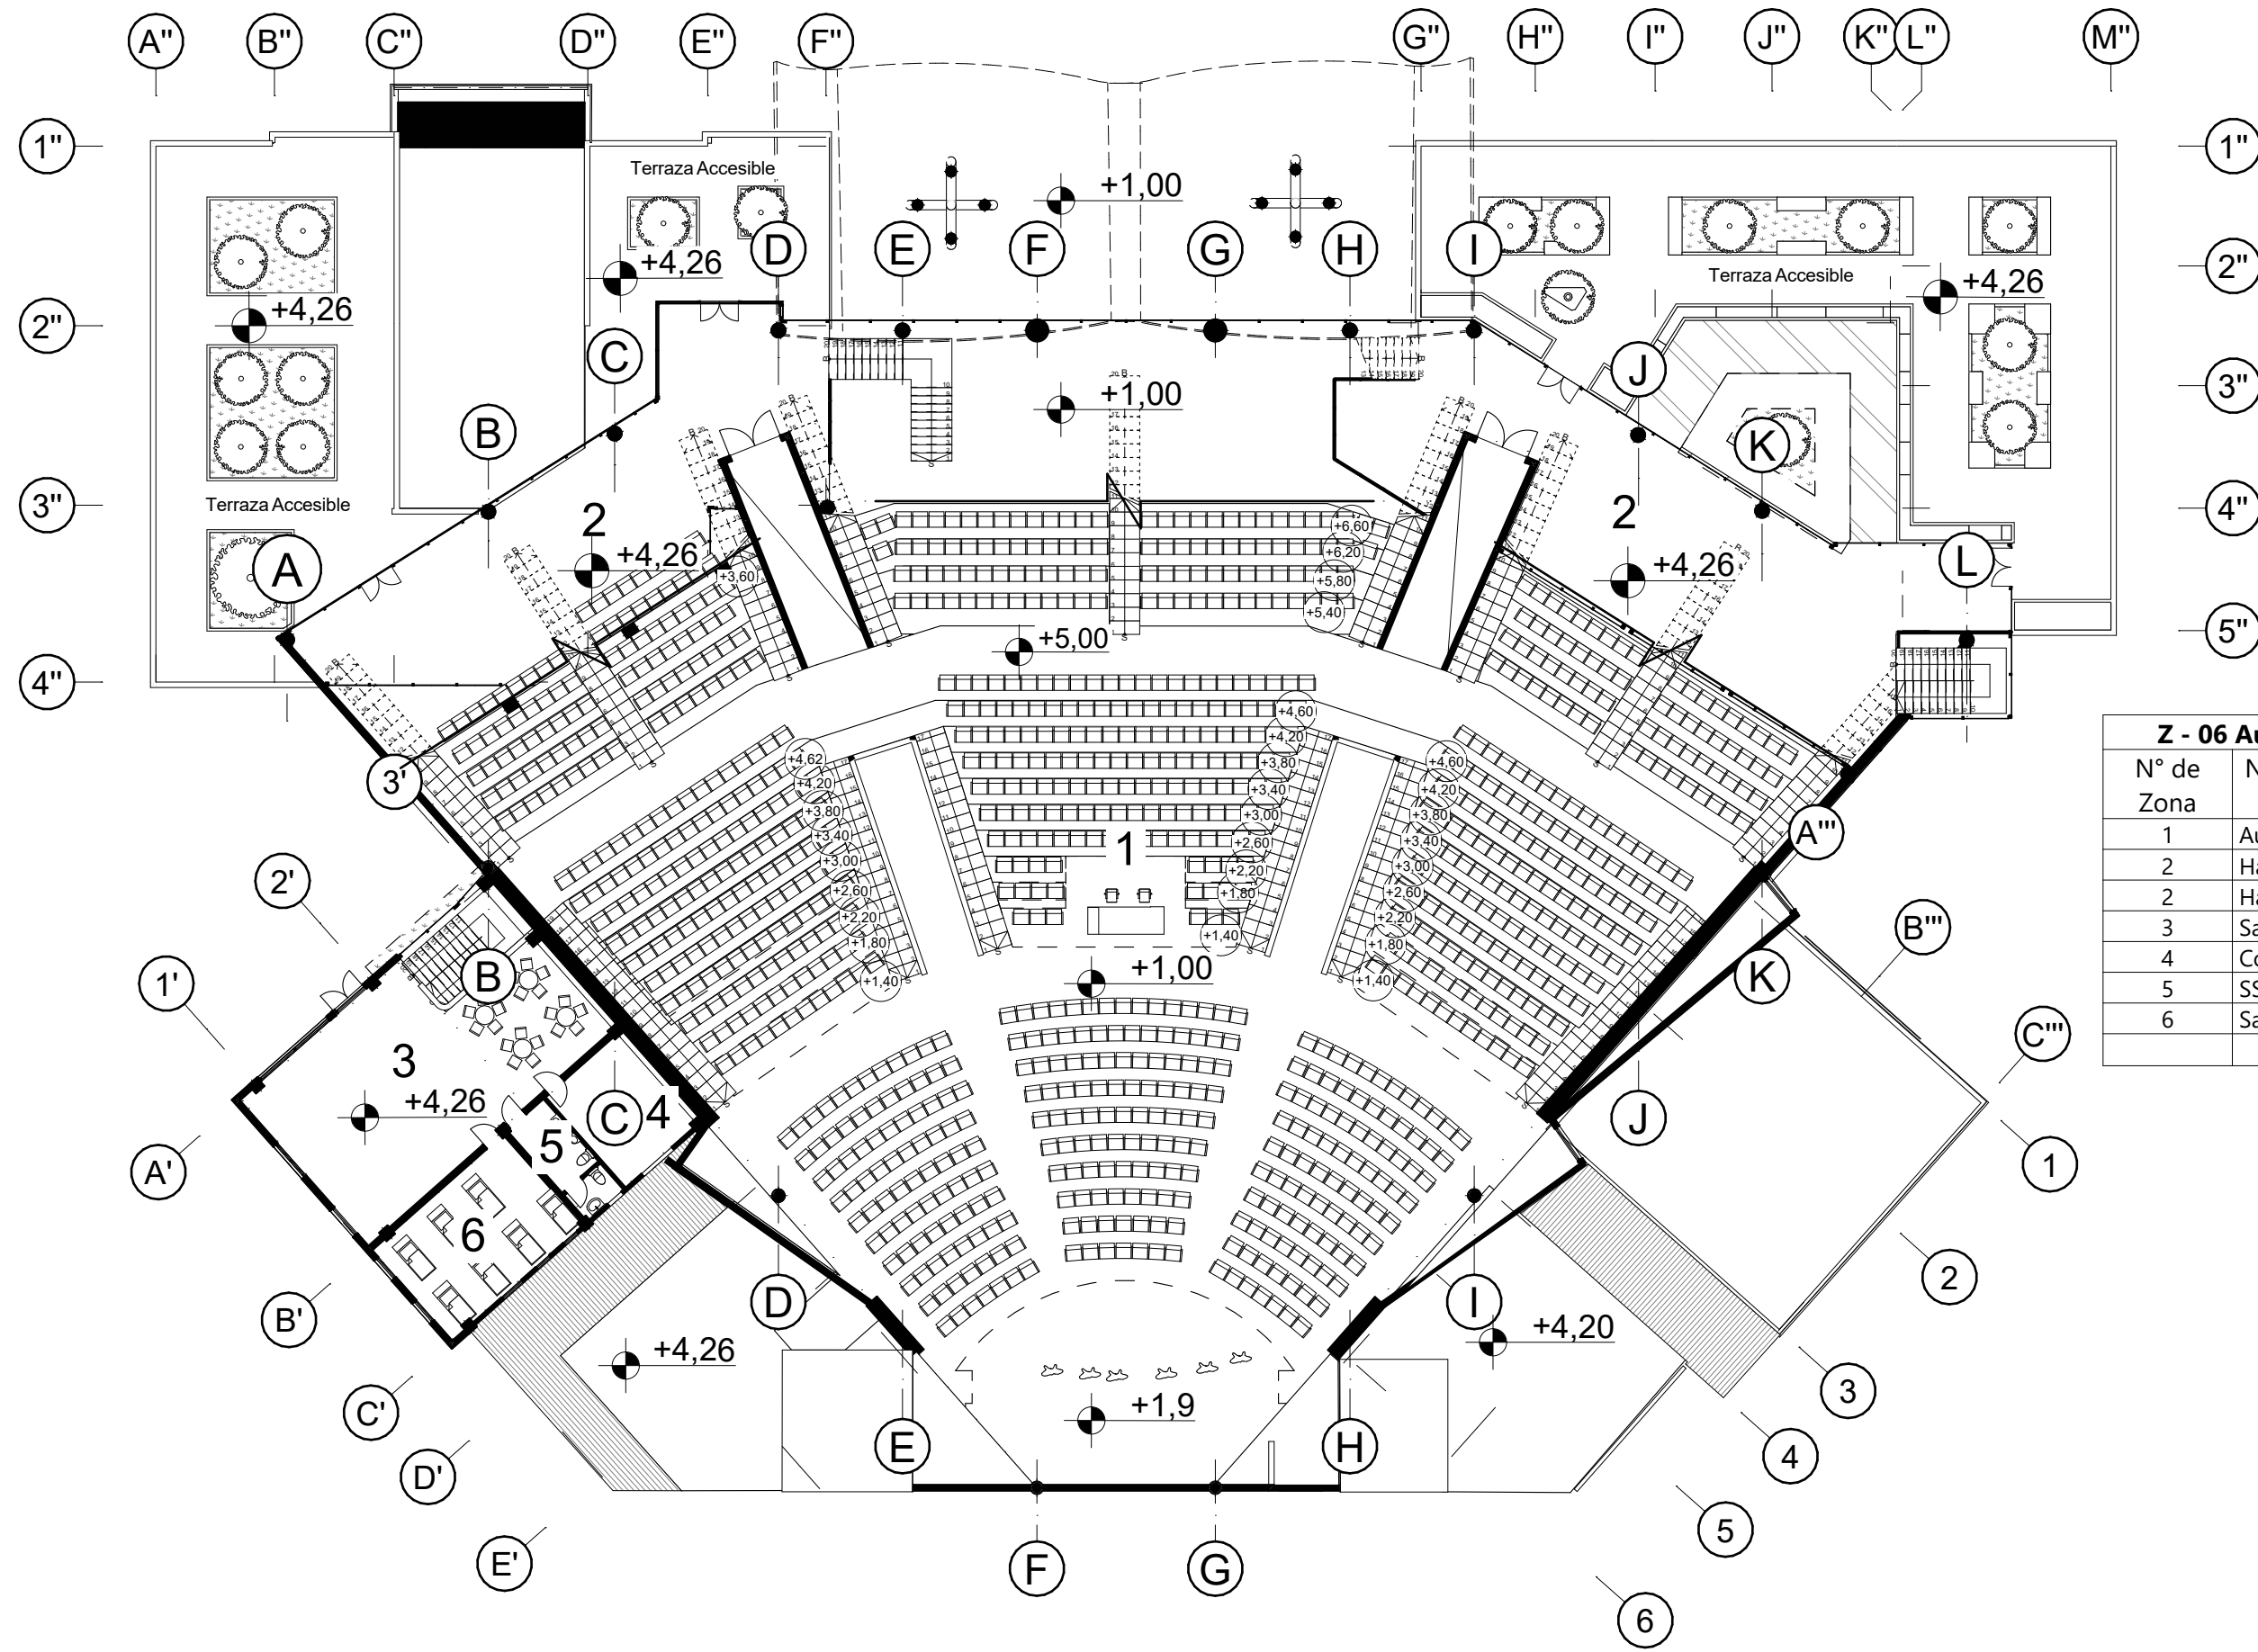 A" B" C" D" E" F" G" H" I" J" K" L" M"
1" 1"
Terraza Accesible
+1,00
D E F G H I
+4,26
2" 2"
Terraza Accesible
+4,26
+4,26
C
J
3" 3"
+1,00
B
K
4"
3"
Terraza Accesible
2
2
+6,60
+6,20
+5,80
+5,40
+4,26
+3,60
+4,26
A
L
5"
+5,00
4"
3'
+4,62
+4,20
+3,80
+3,40
+3,00
+2,60
+2,20
+1,80
+1,40
+4,60
+4,20
+3,80
+3,40
+3,00
+2,60
+2,20
+1,80
+1,40
+4,60
+4,20
+3,80
+3,40
+3,00
+2,60
+2,20
+1,80
+1,40
1
A'''
Z - 06
N° de
Zona
1
2
2
3
4
5
6
2'
B'''
1'
B
K
+1,00
C'''
3
+4,26
C
4
5
J
A'
1
6
2
B'
D
I
+4,26
+4,20
C'
3
+1,9
E
H
D'
4
5
E'
F
G
6